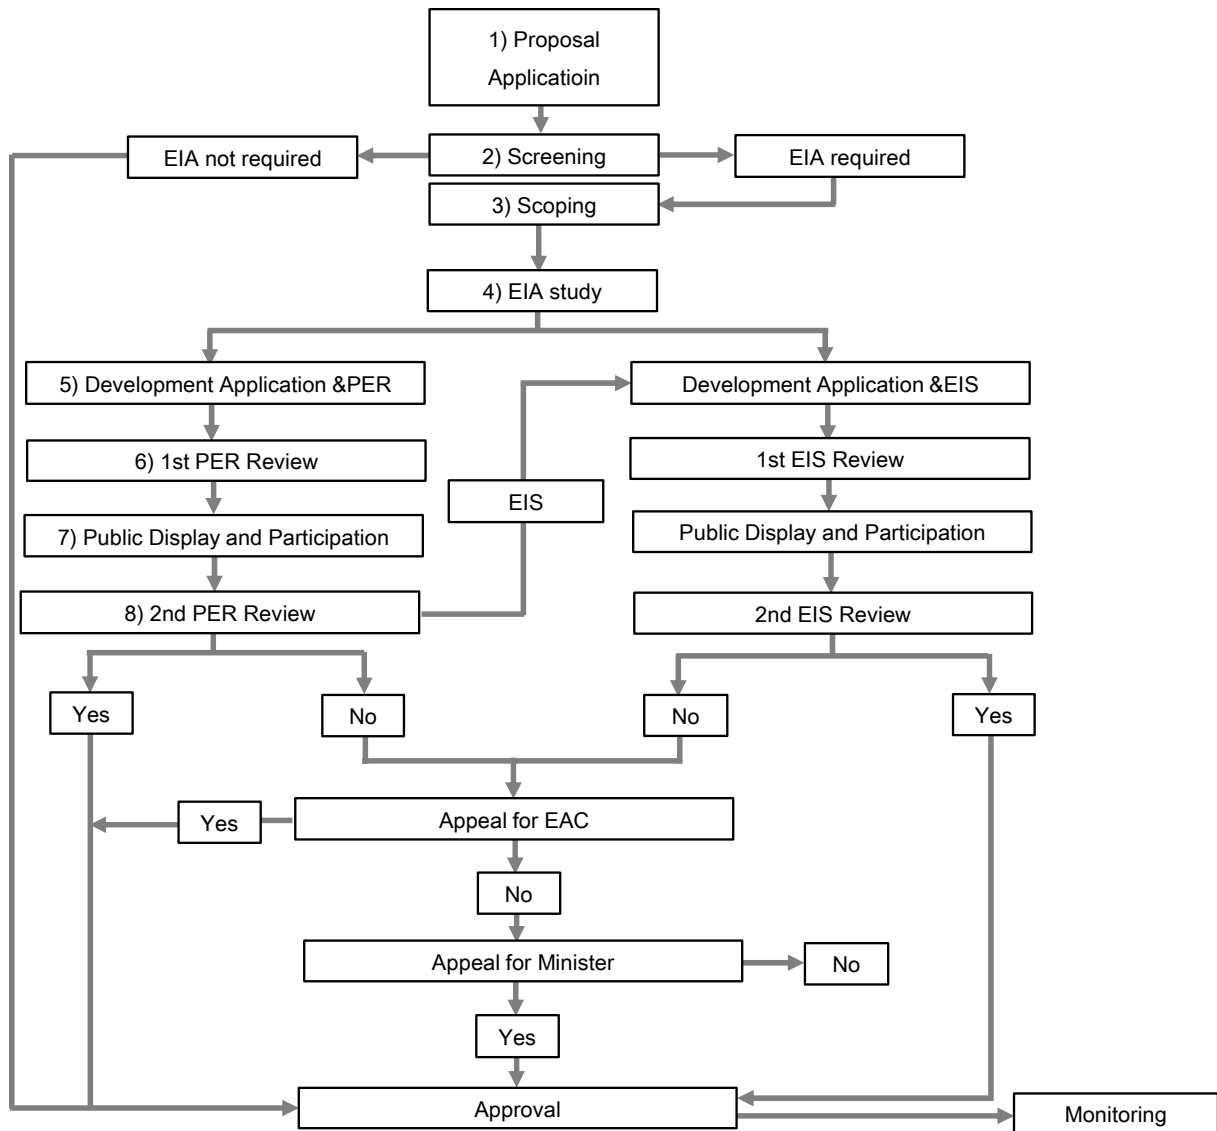 1) Proposal
Applicatioin
EIA not required
2) Screening
EIA required
3) Scoping
4) EIA study
5) Development Application &PER
Development Application &EIS
6) 1st PER Review
1st EIS Review
EIS
7) Public Display and Participation
Public Display and Participation
8) 2nd PER Review
2nd EIS Review
Yes
No
No
Yes
Yes
Appeal for EAC
No
Appeal for Minister
No
Yes
Approval
Monitoring